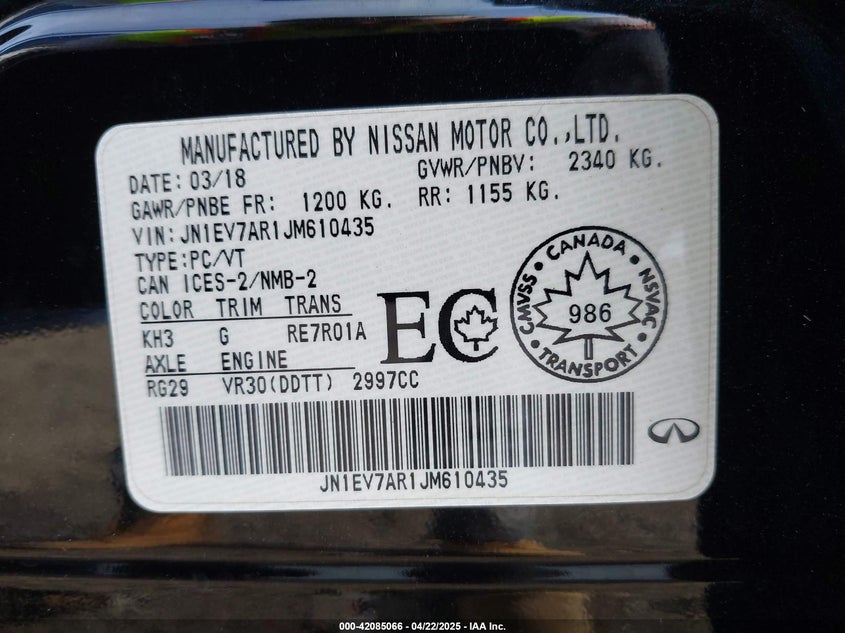 MANUFACTURED BY NISSAN MOTOR CO.,LTD.
DATE: 03/18 GVWR/PNBV: 2340 KG.
GAWR/PNBE FR: 1200 KG. RR: 1155 KG.
VIN:JN1EV7AR1JM610435
TYPE:PC/VT
CAN ICES-2/NMB-2
COLOR TRIM TRANS
KH3 G RE7R01A
AXLE ENGINE
RG29 VR30(DDTT) 2997CC
EC
CANADA
CMVSS • 986 • NSVAC
TRANSPORT
JN1EV7AR1JM610435
000-42085066 - 04/22/2025 - IAA Inc.